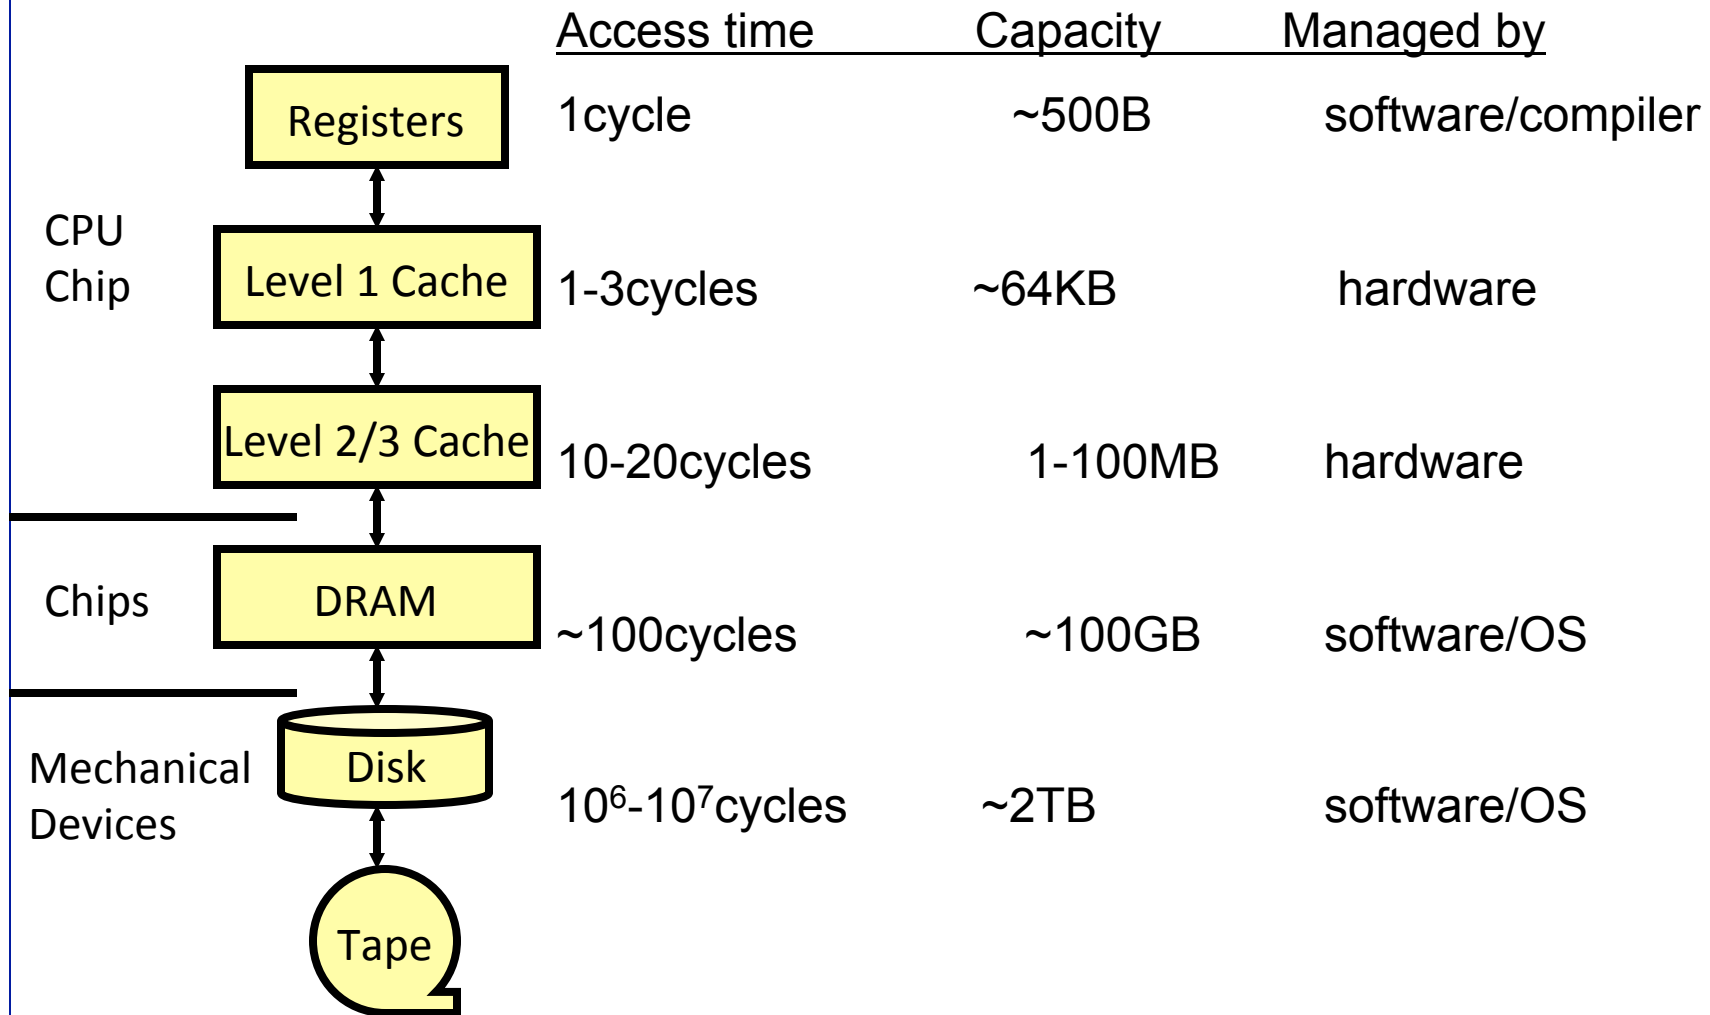 Access time Capacity Managed by
Registers 1cycle ~500B software/compiler
CPU
Chip
Level 1 Cache 1-3cycles ~64KB hardware
Level 2/3 Cache 10-20cycles 1-100MB hardware
Chips DRAM ~100cycles ~100GB software/OS
Mechanical
Devices
Disk 10⁶-10⁷cycles ~2TB software/OS
Tape